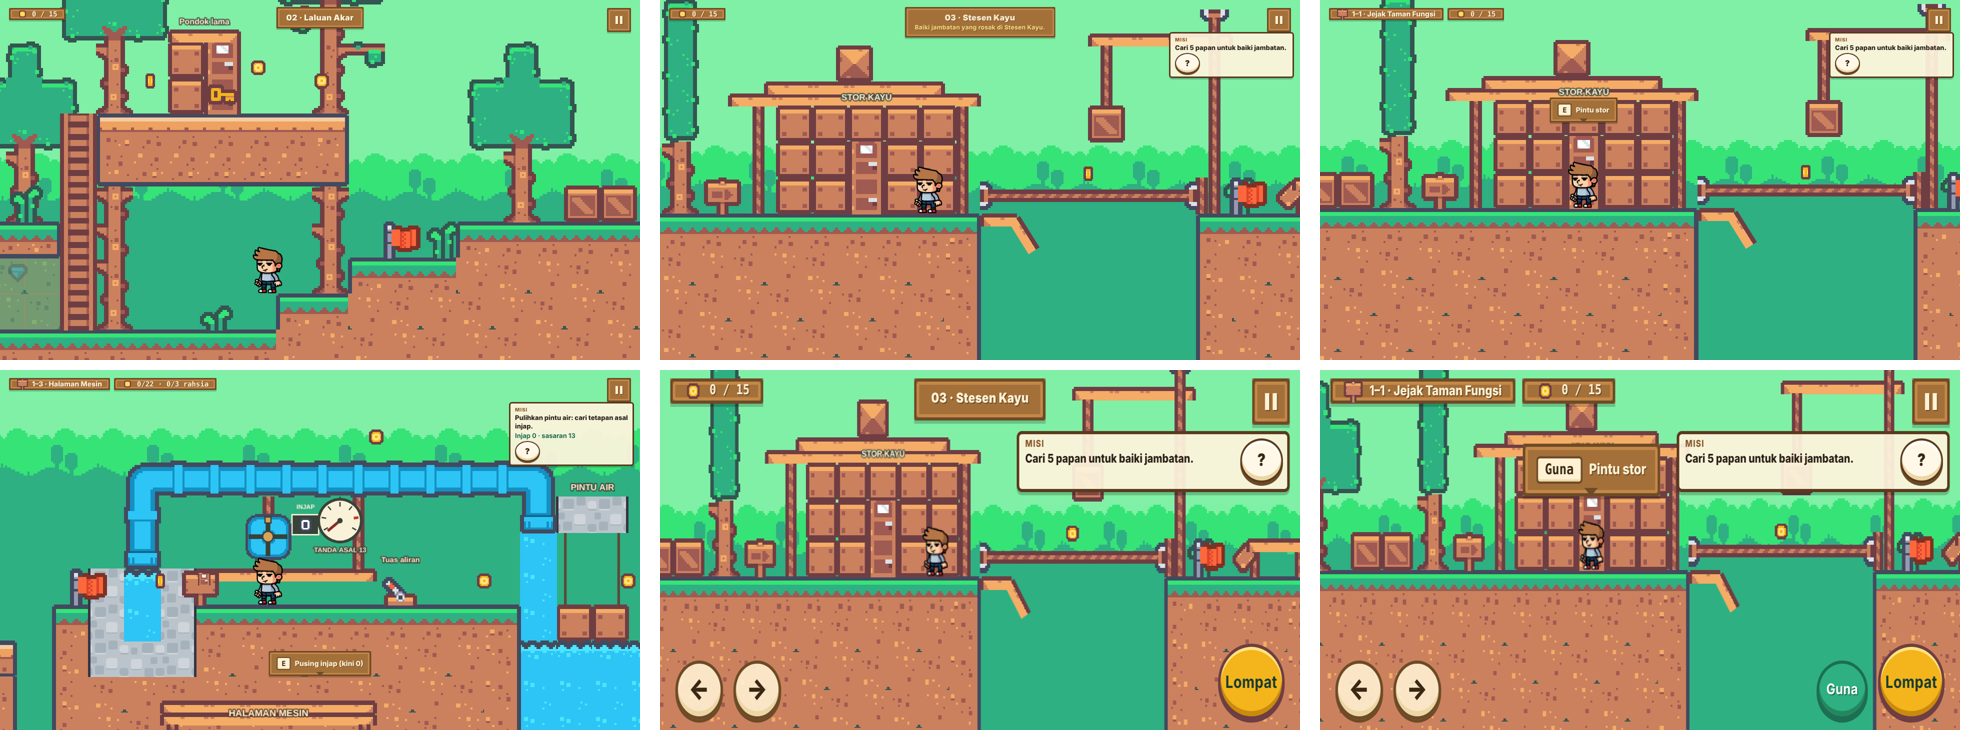 0 / 15
Pondok lama
02 · Laluan Akar
0 / 15
03 · Stesen Kayu
Baiki jambatan yang rosak di Stesen Kayu.
MISI
Cari 5 papan untuk baiki jambatan.
?
STOR KAYU
1–1 · Jejak Taman Fungsi
0 / 15
MISI
Cari 5 papan untuk baiki jambatan.
?
STOR KAYU
E Pintu stor
1–3 · Halaman Mesin
0/22 · 0/3 rahsia
MISI
Pulihkan pintu air: cari tetapan asal
injap.
Injap 0 · sasaran 13
?
PINTU AIR
INJAP
0
TANDA ASAL 13
Tuas aliran
E Pusing injap (kini 0)
HALAMAN MESIN
0 / 15
03 · Stesen Kayu
MISI
Cari 5 papan untuk baiki jambatan.
?
STOR KAYU
Lompat
1–1 · Jejak Taman Fungsi
0 / 15
MISI
Cari 5 papan untuk baiki jambatan.
?
Guna Pintu stor
Guna
Lompat